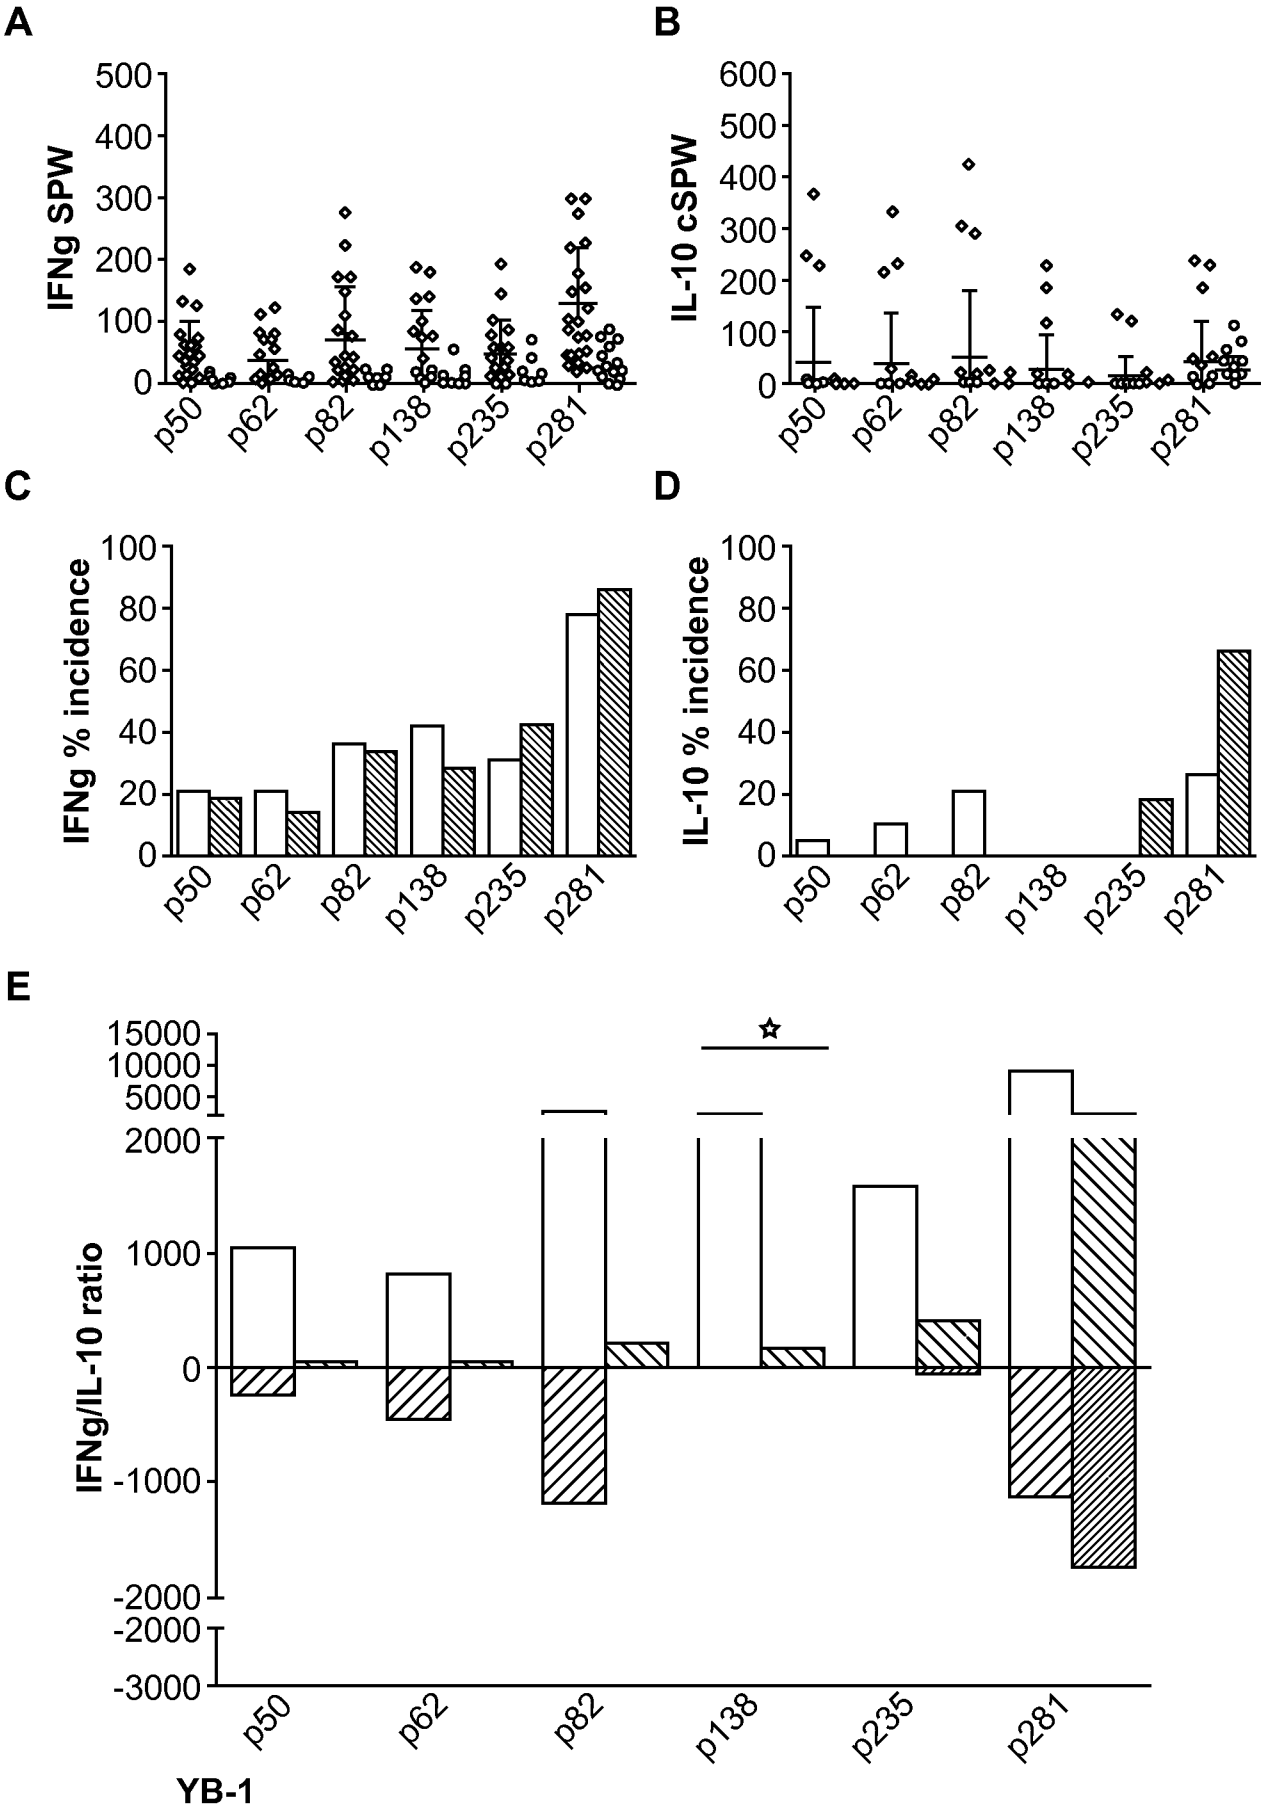 A
IFNg SPW
500
400
300
200
100
0
p50
p62
p82
p138
p235
p281
B
IL-10 cSPW
600
500
400
300
200
100
0
p50
p62
p82
p138
p235
p281
C
IFNg % incidence
100
80
60
40
20
0
p50
p62
p82
p138
p235
p281
D
IL-10 % incidence
100
80
60
40
20
0
p50
p62
p82
p138
p235
p281
E
IFNg/IL-10 ratio
15000
10000
5000
2000
1000
0
-1000
-2000
-2000
-3000
p50
p62
p82
p138
p235
p281
YB-1